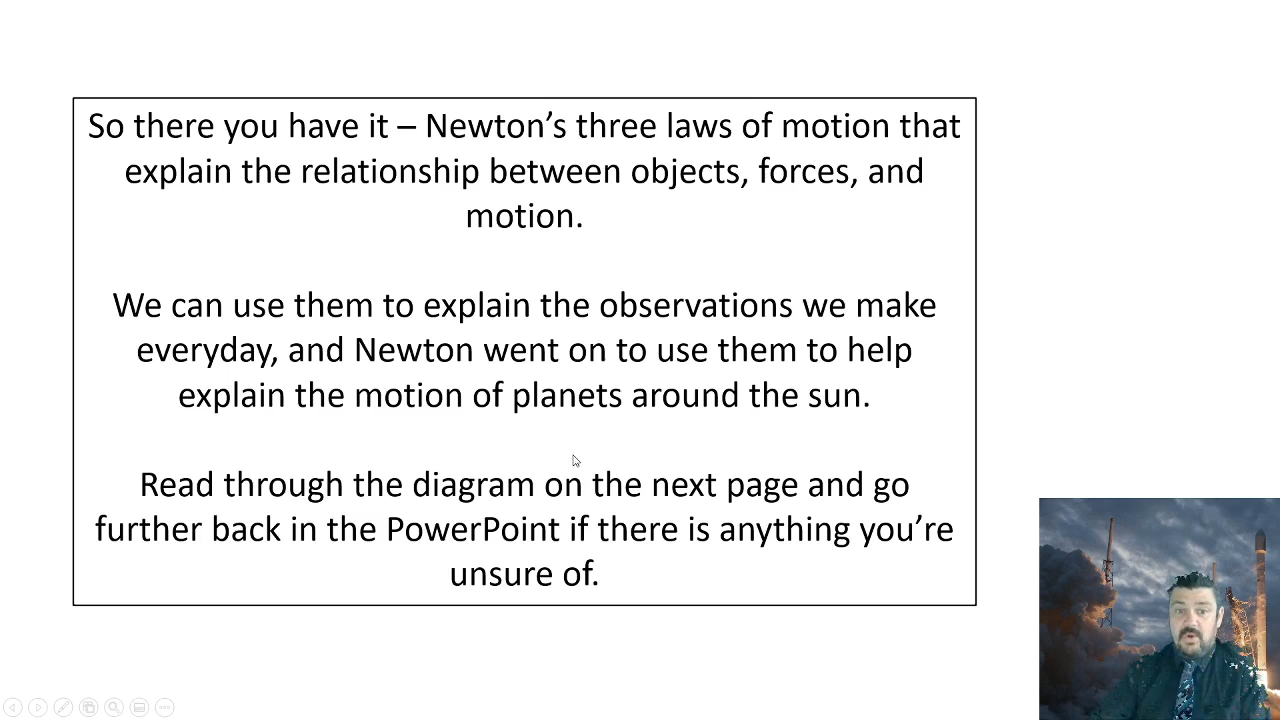 So there you have it – Newton’s three laws of motion that
explain the relationship between objects, forces, and
motion.
We can use them to explain the observations we make
everyday, and Newton went on to use them to help
explain the motion of planets around the sun.
Read through the diagram on the next page and go
further back in the PowerPoint if there is anything you’re
unsure of.